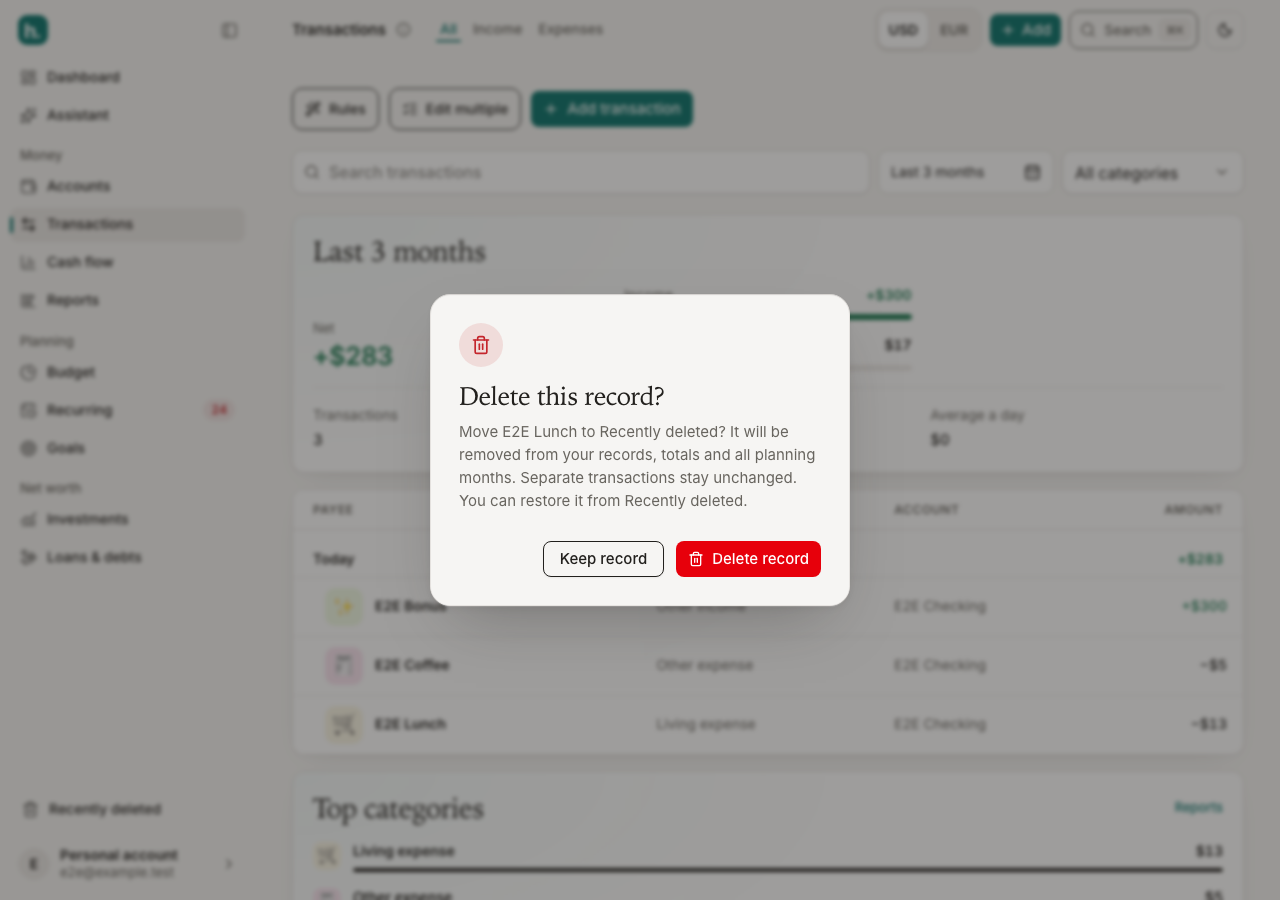 h.
Transactions
All Income Expenses
USD EUR
+ Add
Search ⌘K
Dashboard
Assistant
Money
Accounts
Transactions
Cash flow
Reports
Planning
Budget
Recurring 24
Goals
Net worth
Investments
Loans & debts
Recently deleted
E
Personal account
e2e@example.test
Rules
Edit multiple
+ Add transaction
Search transactions
Last 3 months
All categories
Last 3 months
+$300
Net
+$283
$17
Transactions
3
Average a day
$0
Delete this record?
Move E2E Lunch to Recently deleted? It will be
removed from your records, totals and all planning
months. Separate transactions stay unchanged.
You can restore it from Recently deleted.
Keep record
Delete record
PAYEE ACCOUNT AMOUNT
Today +$283
E2E Bonus Other income E2E Checking +$300
E2E Coffee Other expense E2E Checking −$5
E2E Lunch Living expense E2E Checking −$13
Top categories
Reports
Living expense $13
Other expense $5